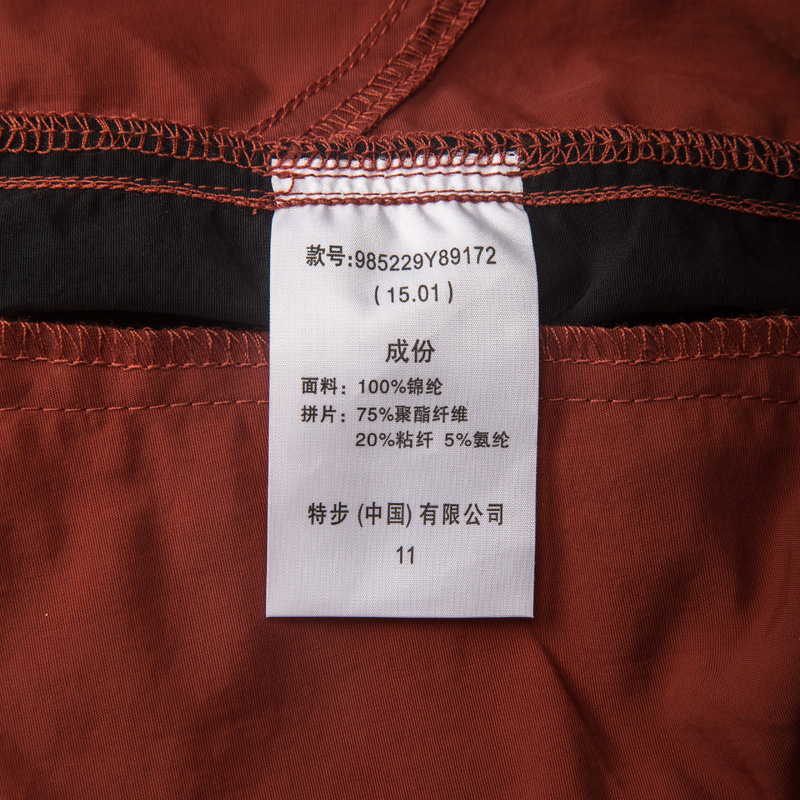 款号:985229Y89172
(15.01)
成份
面料: 100%锦纶
拼片: 75%聚酯纤维
20%粘纤 5%氨纶
特步(中国)有限公司
11